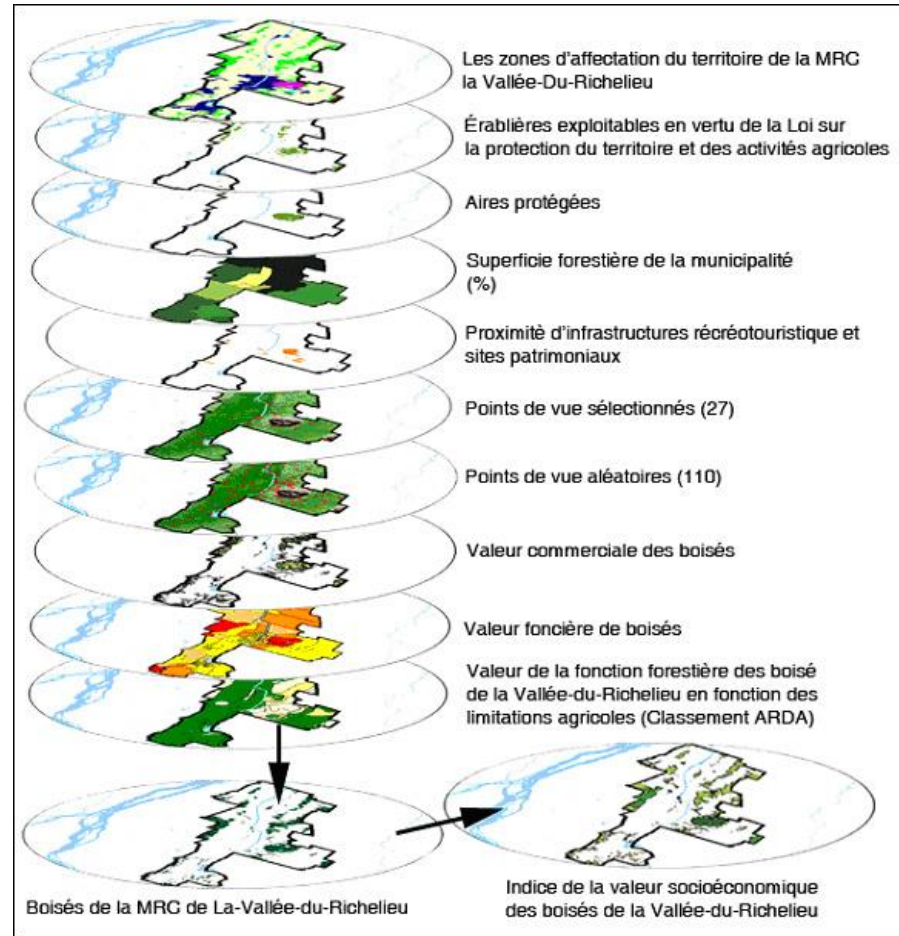 Les zones d'affectation du territoire de la MRC
la Vallée-Du-Richelieu
Érablières exploitables en vertu de la Loi sur
la protection du territoire et des activités agricoles
Aires protégées
Superficie forestière de la municipalité
(%)
Proximitè d'infrastructures récréotouristique et
sites patrimoniaux
Points de vue sélectionnés (27)
Points de vue aléatoires (110)
Valeur commerciale des boisés
Valeur foncière de boisés
Valeur de la fonction forestière des boisé
de la Vallée-du-Richelieu en fonction des
limitations agricoles (Classement ARDA)
Boisés de la MRC de La-Vallée-du-Richelieu
Indice de la valeur socioéconomique
des boisés de la Vallée-du-Richelieu